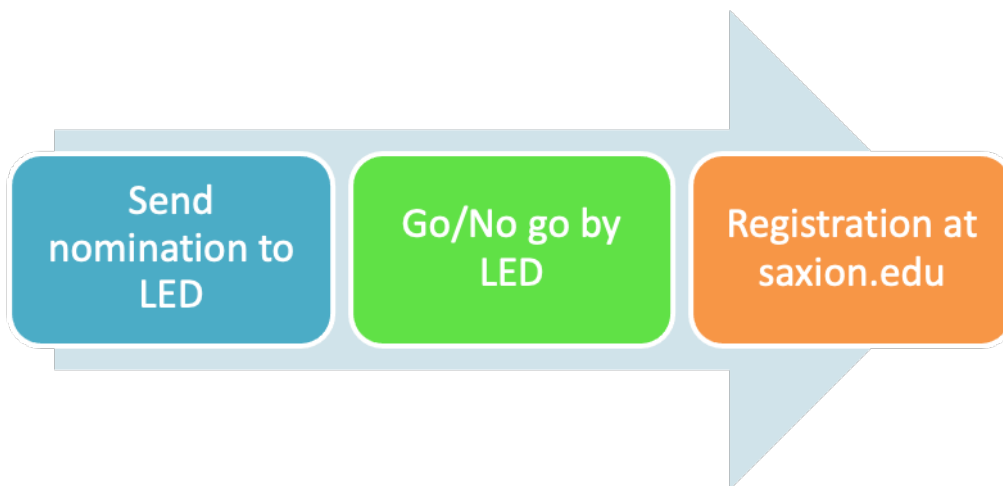 Send
nomination to
LED
Go/No go by
LED
Registration at
saxion.edu